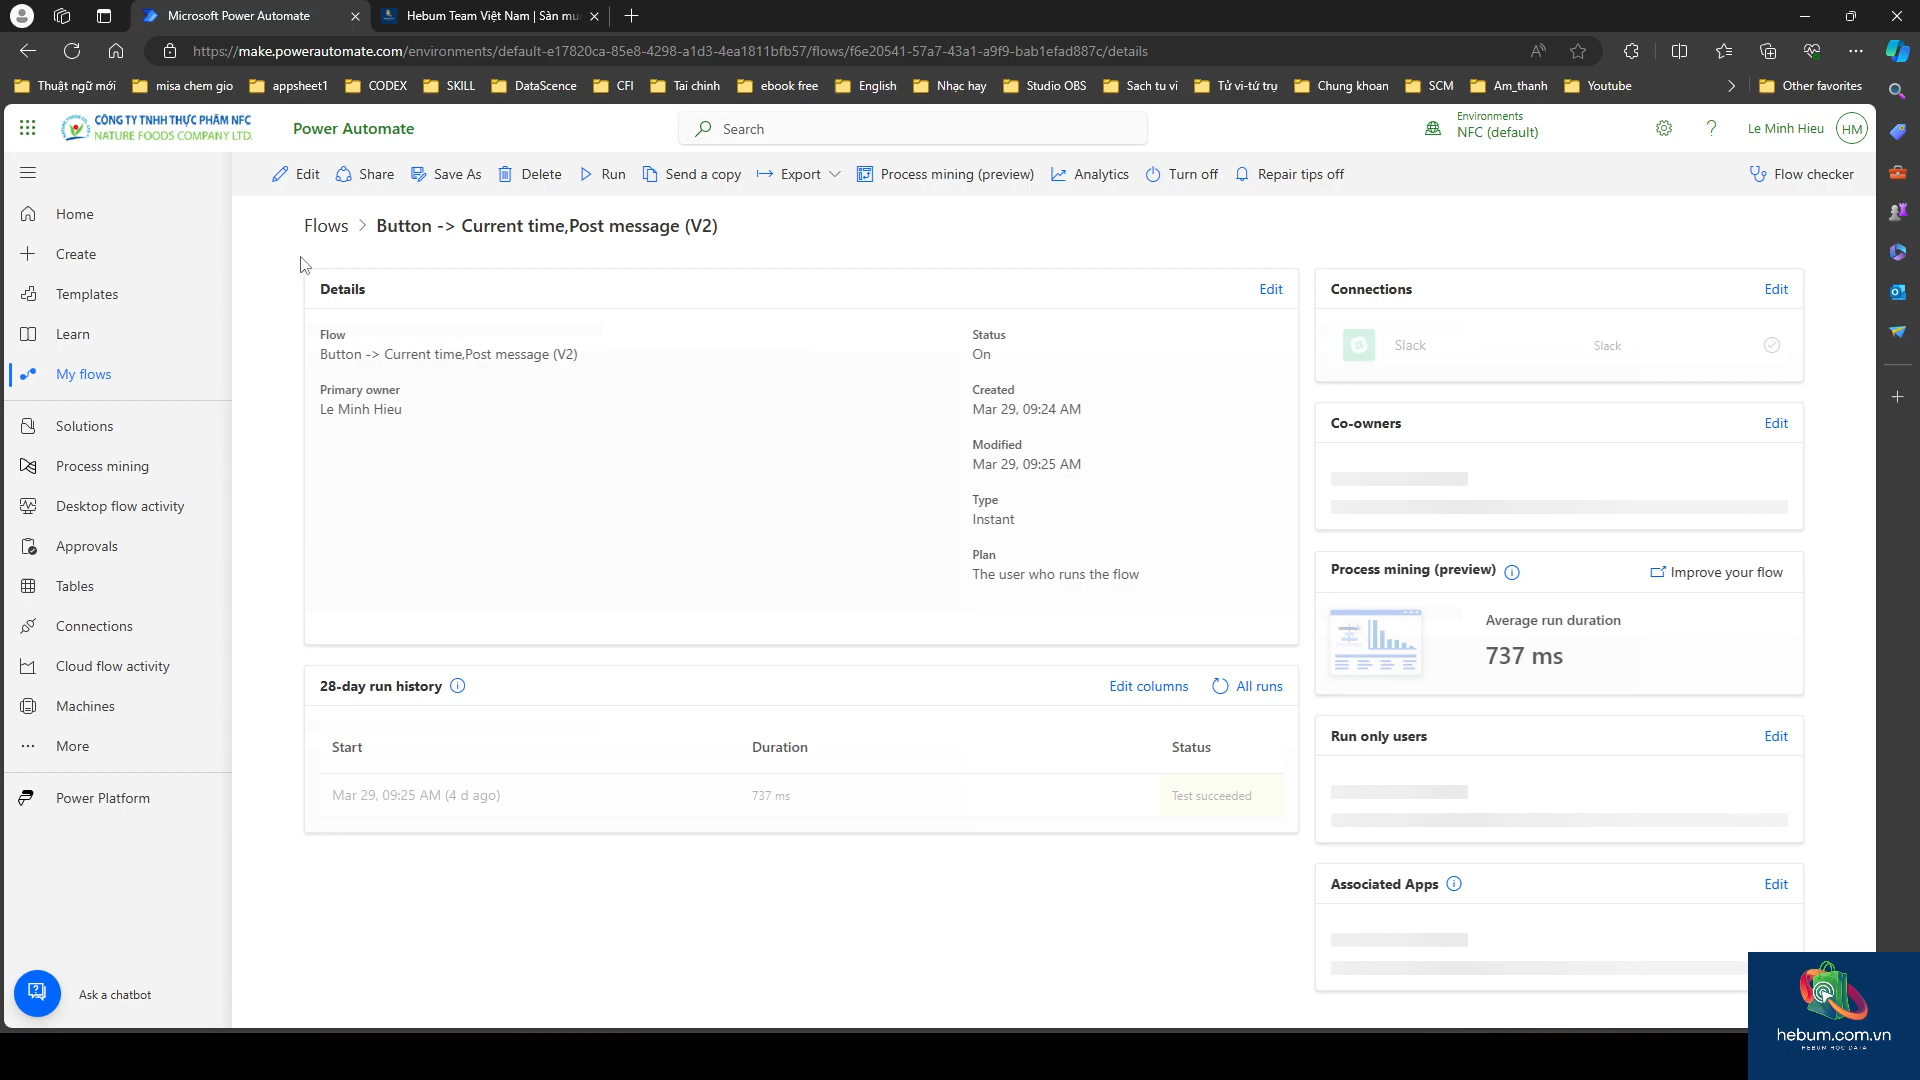 Microsoft Power Automate
Hebum Team Việt Nam | Sàn mu
https://make.powerautomate.com/environments/default-e17820ca-85e8-4298-a1d3-4ea1811bfb57/flows/f6e20541-57a7-43a1-a9f9-bab1efad887c/details
Thuật ngữ mới misa chem gio appsheet1 CODEX SKILL DataScence CFI Tai chinh ebook free English Nhạc hay Studio OBS Sach tu vi Tử vi-tứ trụ Chung khoan SCM Am_thanh Youtube Other favorites
CÔNG TY TNHH THỰC PHẨM NFC
NATURE FOODS COMPANY LTD.
Power Automate
Search
Environments
NFC (default)
Le Minh Hieu HM
Edit Share Save As Delete Run Send a copy Export Process mining (preview) Analytics Turn off Repair tips off Flow checker
Home
Create
Templates
Learn
My flows
Solutions
Process mining
Desktop flow activity
Approvals
Tables
Connections
Cloud flow activity
Machines
More
Power Platform
Ask a chatbot
Flows > Button -> Current time,Post message (V2)
Details Edit
Flow
Button -> Current time,Post message (V2)
Primary owner
Le Minh Hieu
Status
On
Created
Mar 29, 09:24 AM
Modified
Mar 29, 09:25 AM
Type
Instant
Plan
The user who runs the flow
28-day run history Edit columns All runs
Start Duration Status
Mar 29, 09:25 AM (4 d ago) 737 ms Test succeeded
Connections Edit
Slack Slack
Co-owners Edit
Process mining (preview) Improve your flow
Average run duration
737 ms
Run only users Edit
Associated Apps Edit
hebum.com.vn
HEBUM HỌC DATA